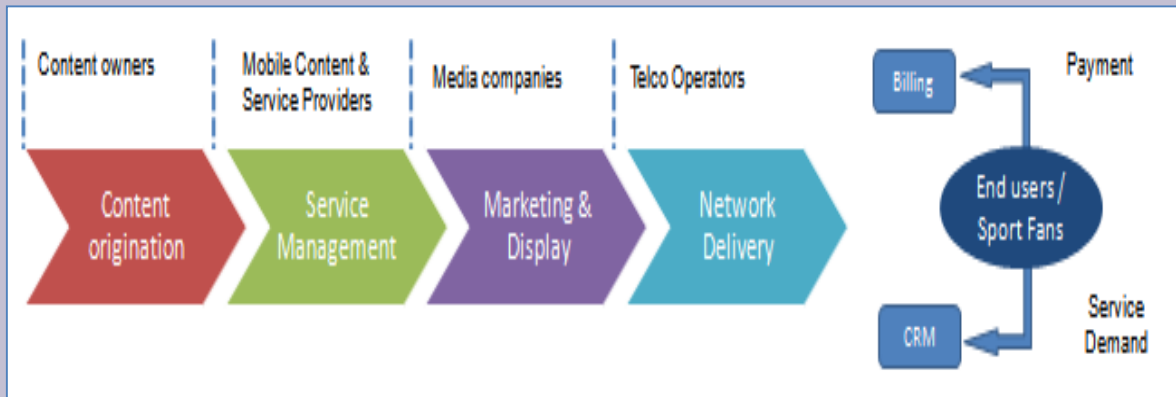 Content owners
Mobile Content &
Service Providers
Media companies
Telco Operators
Content
origination
Service
Management
Marketing &
Display
Network
Delivery
Billing
Payment
End users /
Sport Fans
CRM
Service
Demand